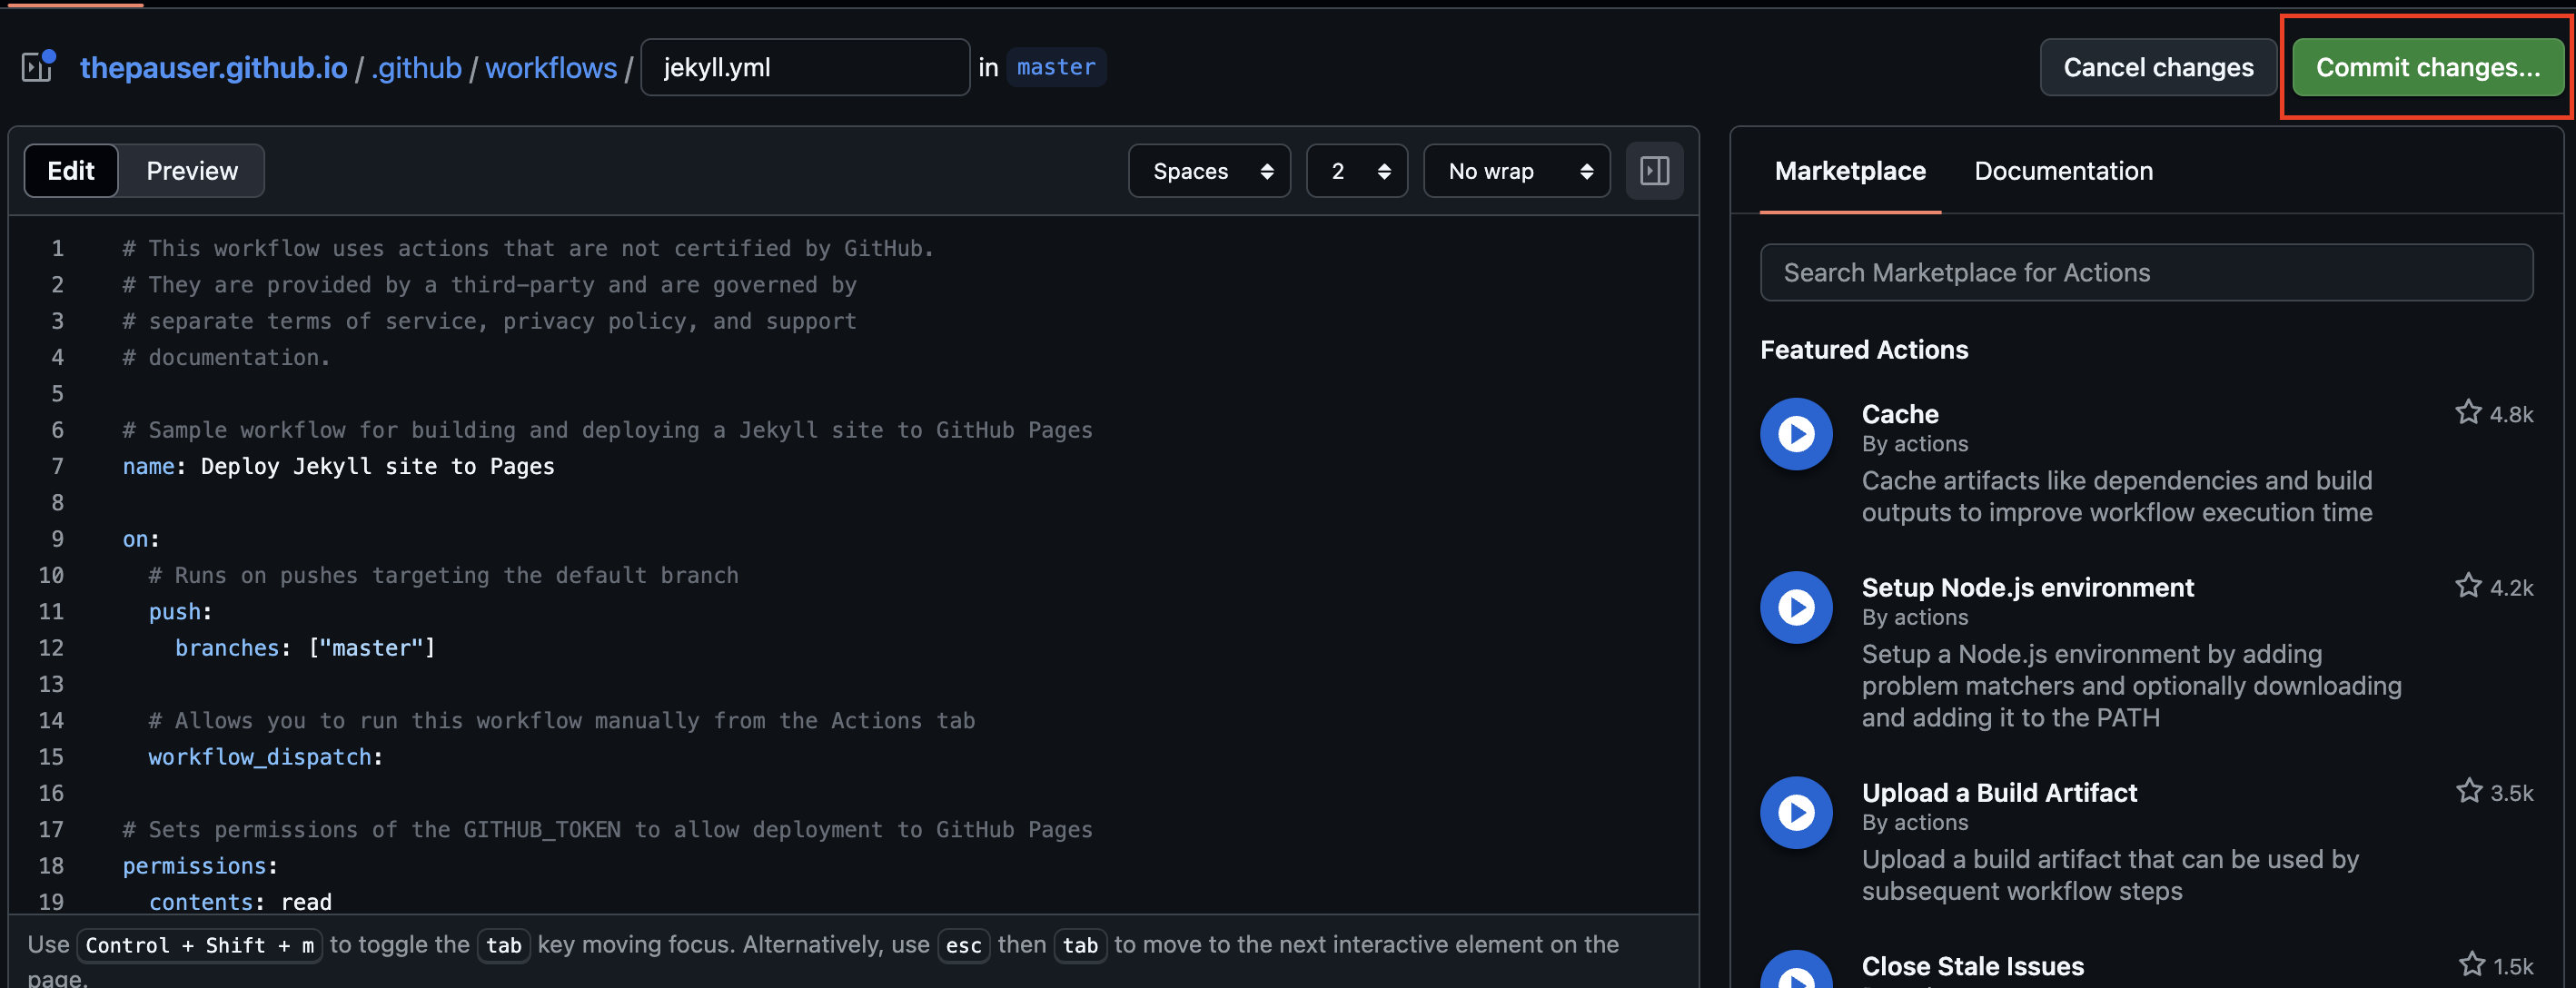 thepauser.github.io / .github / workflows / jekyll.yml in master
Cancel changes
Commit changes...
Edit
Preview
Spaces
2
No wrap
1 # This workflow uses actions that are not certified by GitHub.
2 # They are provided by a third-party and are governed by
3 # separate terms of service, privacy policy, and support
4 # documentation.
5
6 # Sample workflow for building and deploying a Jekyll site to GitHub Pages
7 name: Deploy Jekyll site to Pages
8
9 on:
10 # Runs on pushes targeting the default branch
11 push:
12 branches: ["master"]
13
14 # Allows you to run this workflow manually from the Actions tab
15 workflow_dispatch:
16
17 # Sets permissions of the GITHUB_TOKEN to allow deployment to GitHub Pages
18 permissions:
19 contents: read
Use Control + Shift + m to toggle the tab key moving focus. Alternatively, use esc then tab to move to the next interactive element on the
page.
Marketplace
Documentation
Search Marketplace for Actions
Featured Actions
Cache
4.8k
By actions
Cache artifacts like dependencies and build
outputs to improve workflow execution time
Setup Node.js environment
4.2k
By actions
Setup a Node.js environment by adding
problem matchers and optionally downloading
and adding it to the PATH
Upload a Build Artifact
3.5k
By actions
Upload a build artifact that can be used by
subsequent workflow steps
Close Stale Issues
1.5k